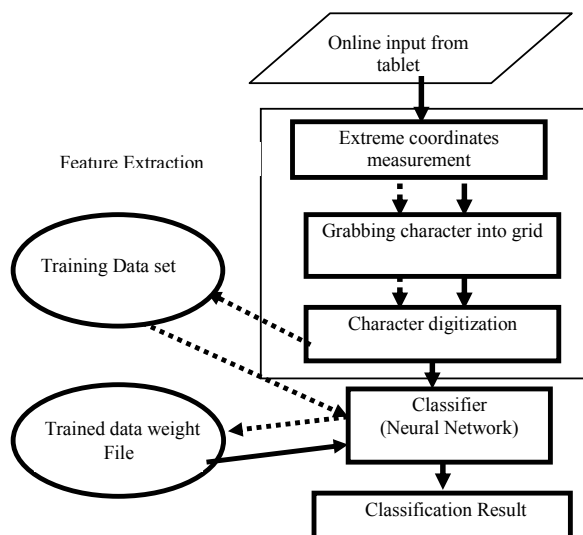 Online input from
tablet
Extreme coordinates
measurement
Feature Extraction
Grabbing character into grid
Training Data set
Character digitization
Classifier
(Neural Network)
Trained data weight
File
Classification Result